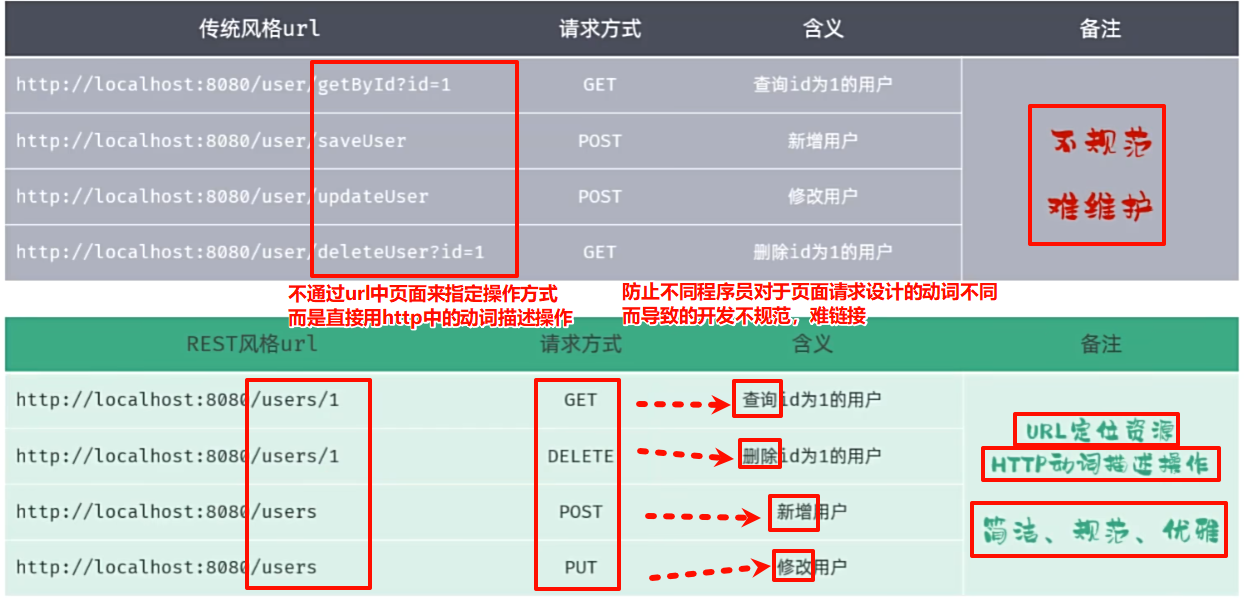 传统风格url 请求方式 含义 备注
http://localhost:8080/user/getById?id=1 GET 查询id为1的用户
http://localhost:8080/user/saveUser POST 新增用户
http://localhost:8080/user/updateUser POST 修改用户
http://localhost:8080/user/deleteUser?id=1 GET 删除id为1的用户
不规范
难维护
不通过url中页面来指定操作方式
而是直接用http中的动词描述操作
防止不同程序员对于页面请求设计的动词不同
而导致的开发不规范，难链接
REST风格url 请求方式 含义 备注
http://localhost:8080/users/1 GET 查询id为1的用户
http://localhost:8080/users/1 DELETE 删除id为1的用户
http://localhost:8080/users POST 新增用户
http://localhost:8080/users PUT 修改用户
URL定位资源
HTTP动词描述操作
简洁、规范、优雅